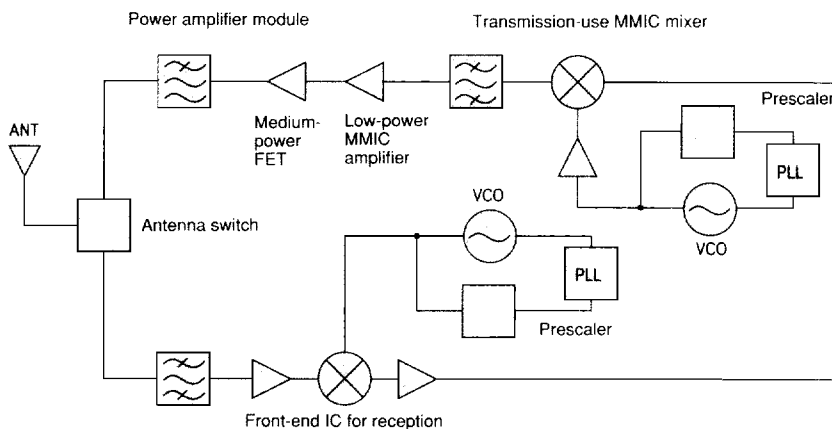 Power amplifier module
Transmission-use MMIC mixer
Prescaler
ANT
Medium-
power
FET
Low-power
MMIC
amplifier
PLL
VCO
VCO
Antenna switch
PLL
Prescaler
Front-end IC for reception